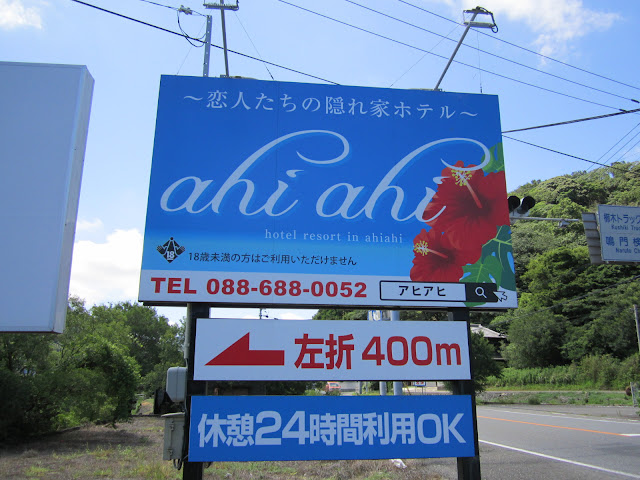 〜恋人たちの隠れ家ホテル〜
ahi ahi
hotel resort in ahiahi
18
18歳未満の方はご利用いただけません
TEL 088-688-0052
アヒアヒ
左折 400m
休憩24時間利用OK